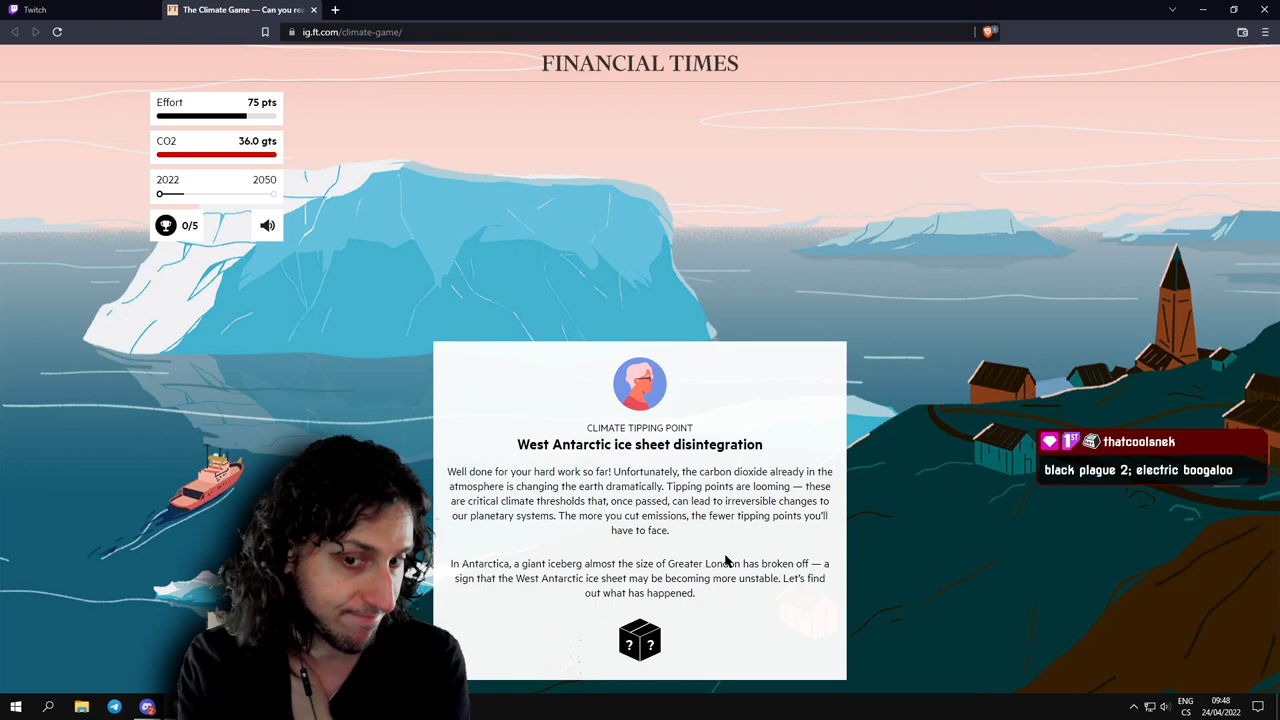 Twitch
The Climate Game — Can you rea
ig.ft.com/climate-game/
FINANCIAL TIMES
Effort 75 pts
CO2 36.0 gts
2022 2050
0/5
CLIMATE TIPPING POINT
West Antarctic ice sheet disintegration
Well done for your hard work so far! Unfortunately, the carbon dioxide already in the
atmosphere is changing the earth dramatically. Tipping points are looming — these
are critical climate thresholds that, once passed, can lead to irreversible changes to
our planetary systems. The more you cut emissions, the fewer tipping points you'll
have to face.
In Antarctica, a giant iceberg almost the size of Greater London has broken off — a
sign that the West Antarctic ice sheet may be becoming more unstable. Let's find
out what has happened.
? ?
1ST thatcoolsnek
black plague 2; electric boogaloo
ENG 09:48
CS 24/04/2022